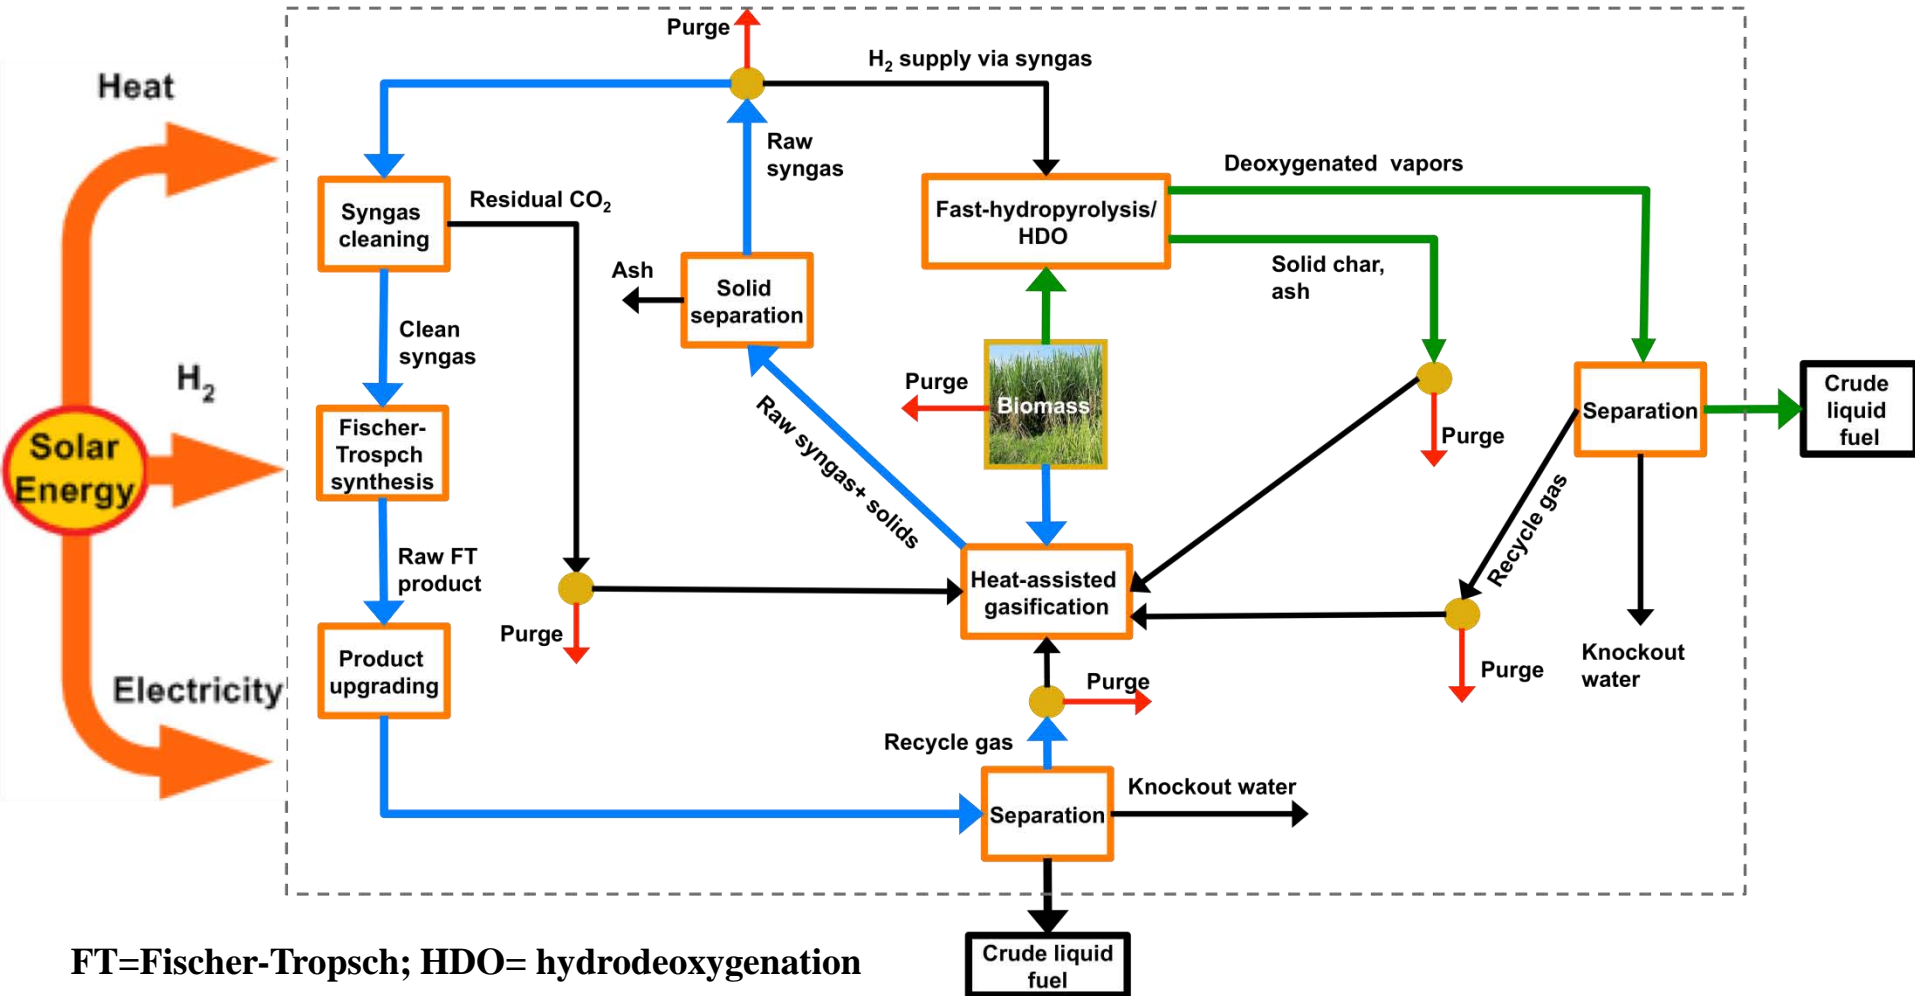 Purge
H2 supply via syngas
Heat
Raw
syngas
Deoxygenated vapors
Residual CO2
Syngas
cleaning
Fast-hydropyrolysis/
HDO
Ash
Solid
separation
Solid char,
ash
Clean
syngas
H2
Purge
Biomass
Crude
liquid
fuel
Separation
Fischer-
Trospch
synthesis
Raw syngas+ solids
Purge
Solar
Energy
Recycle gas
Raw FT
product
Heat-assisted
gasification
Purge
Knockout
water
Purge
Product
upgrading
Electricity
Purge
Recycle gas
Knockout water
Separation
Crude liquid
fuel
FT=Fischer-Tropsch; HDO= hydrodeoxygenation